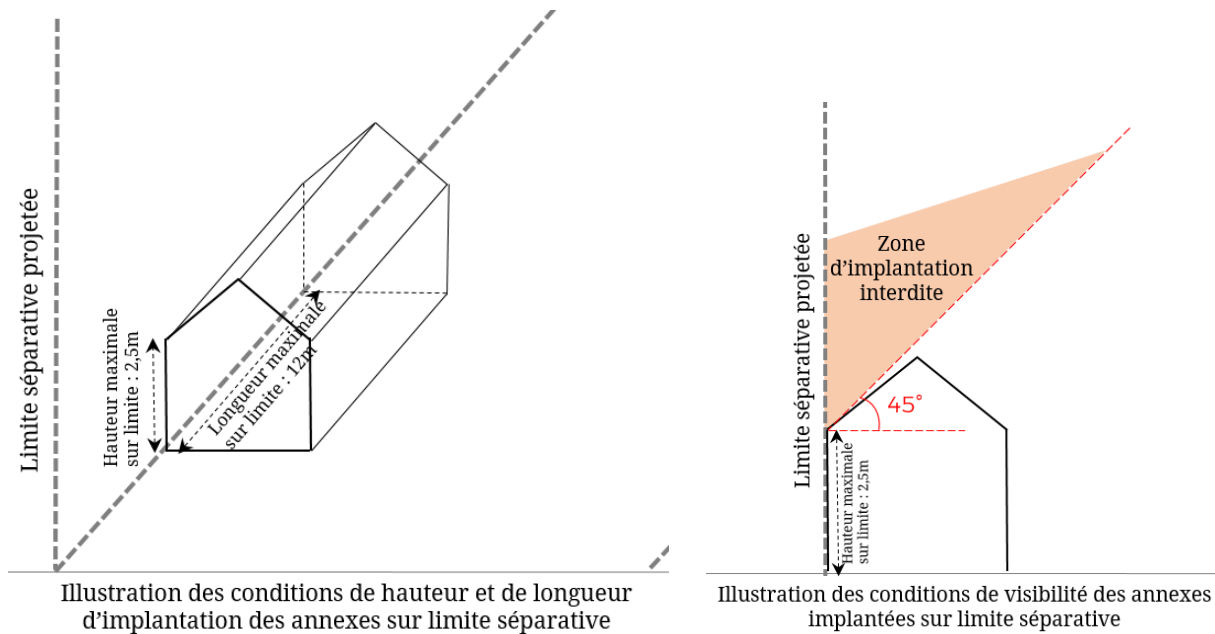 Limite séparative projetée
Hauteur maximale
sur limite : 2,5m
Longueur maximale
sur limite : 12m
Illustration des conditions de hauteur et de longueur
d’implantation des annexes sur limite séparative
Limite séparative projetée
Zone
d’implantation
interdite
45°
Hauteur maximale
sur limite : 2,5m
Illustration des conditions de visibilité des annexes
implantées sur limite séparative